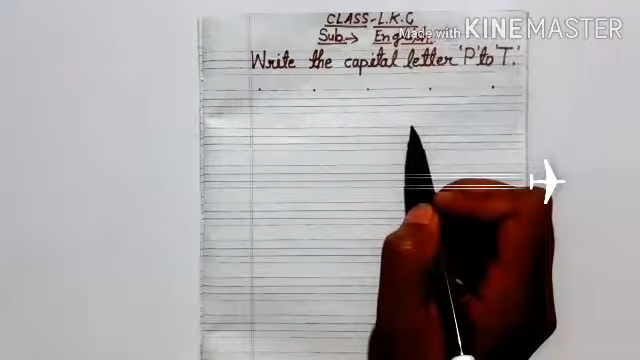 Made with KINEMASTER
CLASS-L.K.G
Sub.→ English
Write the capital letter 'P' to 'T'.